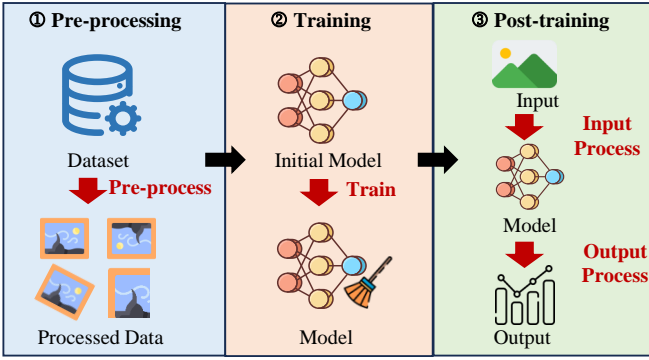 ① Pre-processing
Dataset
Pre-process
Processed Data
② Training
Initial Model
Train
Model
③ Post-training
Input
Input
Process
Model
Output
Process
Output